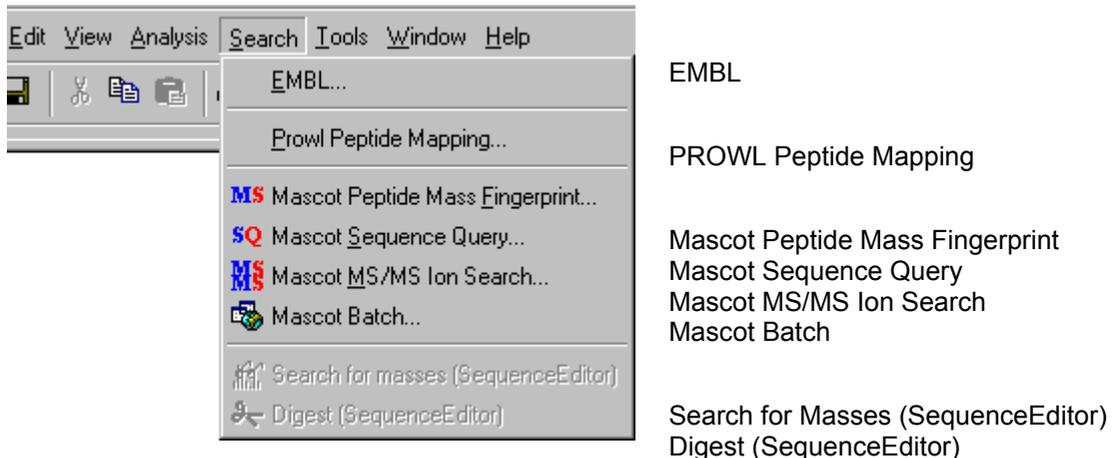 Edit View Analysis Search Tools Window Help
EMBL...
Prowl Peptide Mapping...
MS Mascot Peptide Mass Fingerprint...
SQ Mascot Sequence Query...
MS MS Mascot MS/MS Ion Search...
Mascot Batch...
Search for masses (SequenceEditor)
Digest (SequenceEditor)
EMBL
PROWL Peptide Mapping
Mascot Peptide Mass Fingerprint
Mascot Sequence Query
Mascot MS/MS Ion Search
Mascot Batch
Search for Masses (SequenceEditor)
Digest (SequenceEditor)